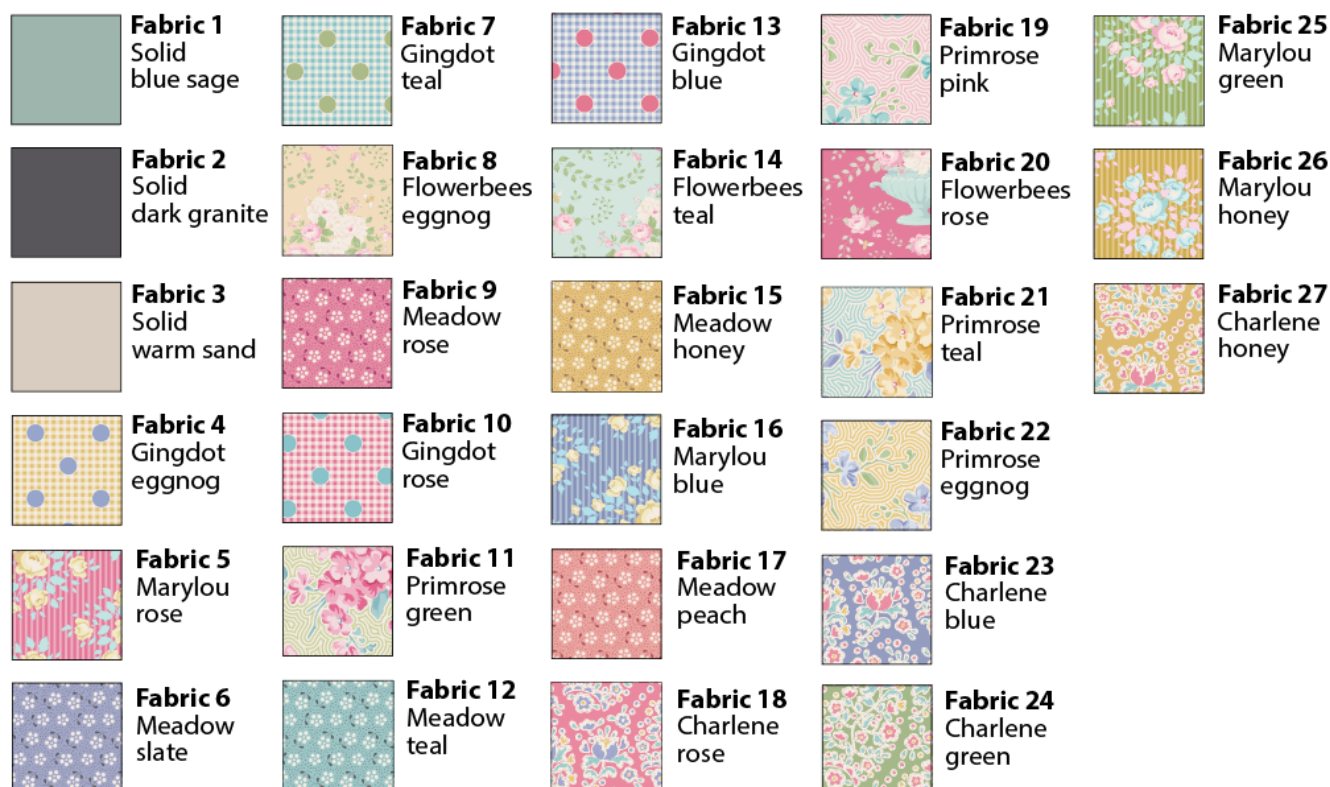 Fabric 1
Solid
blue sage
Fabric 2
Solid
dark granite
Fabric 3
Solid
warm sand
Fabric 4
Gingdot
eggnog
Fabric 5
Marylou
rose
Fabric 6
Meadow
slate
Fabric 7
Gingdot
teal
Fabric 8
Flowerbees
eggnog
Fabric 9
Meadow
rose
Fabric 10
Gingdot
rose
Fabric 11
Primrose
green
Fabric 12
Meadow
teal
Fabric 13
Gingdot
blue
Fabric 14
Flowerbees
teal
Fabric 15
Meadow
honey
Fabric 16
Marylou
blue
Fabric 17
Meadow
peach
Fabric 18
Charlene
rose
Fabric 19
Primrose
pink
Fabric 20
Flowerbees
rose
Fabric 21
Primrose
teal
Fabric 22
Primrose
eggnog
Fabric 23
Charlene
blue
Fabric 24
Charlene
green
Fabric 25
Marylou
green
Fabric 26
Marylou
honey
Fabric 27
Charlene
honey